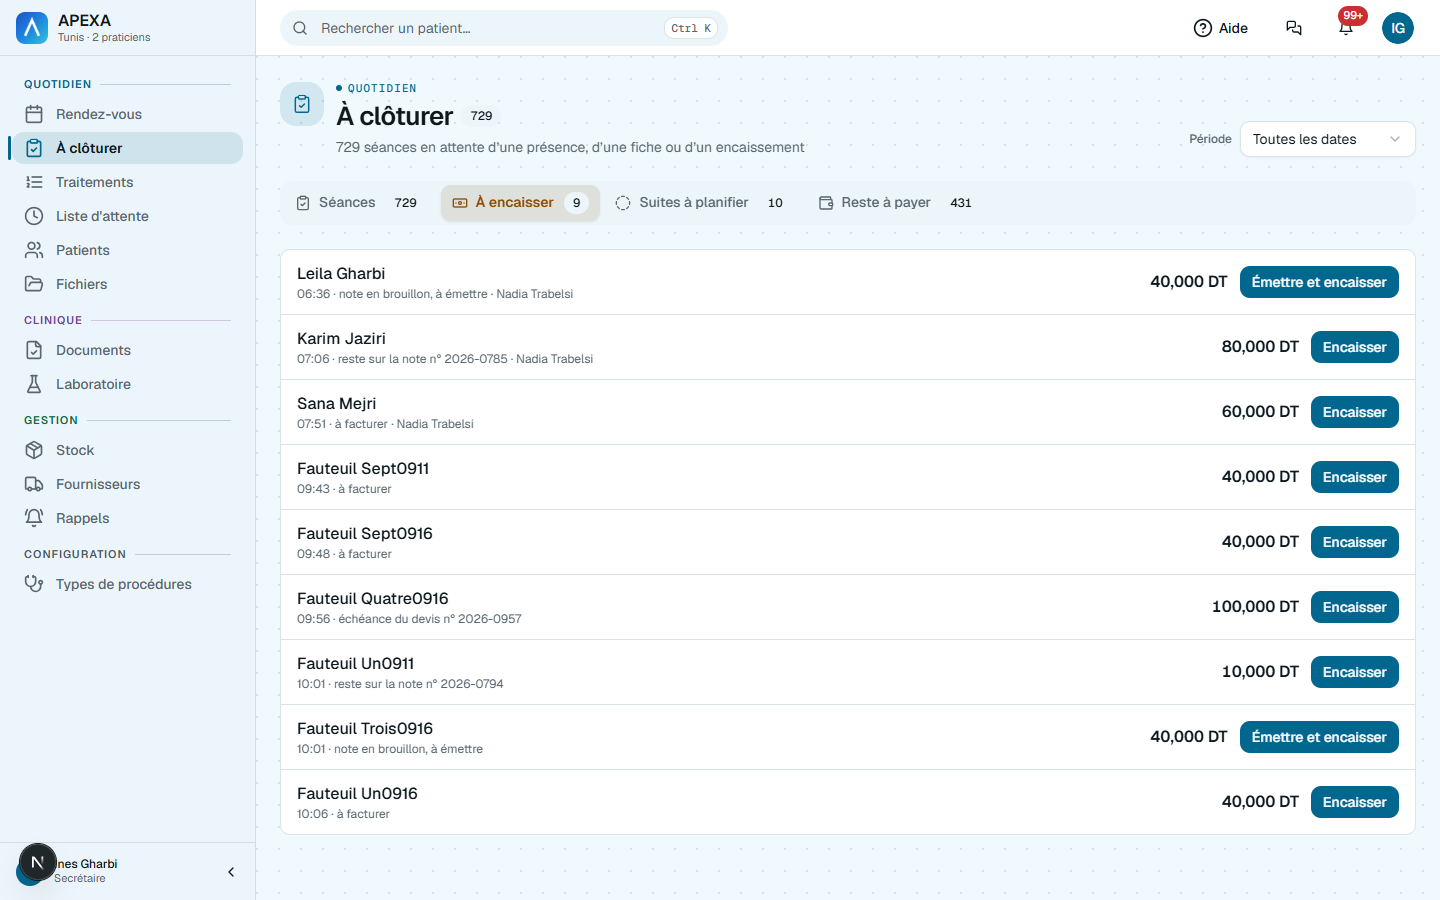 APEXA
Tunis · 2 praticiens
Rechercher un patient...
Ctrl K
Aide
99+
IG
QUOTIDIEN
Rendez-vous
À clôturer
Traitements
Liste d'attente
Patients
Fichiers
CLINIQUE
Documents
Laboratoire
GESTION
Stock
Fournisseurs
Rappels
CONFIGURATION
Types de procédures
N
nes Gharbi
Secrétaire
QUOTIDIEN
À clôturer 729
729 séances en attente d'une présence, d'une fiche ou d'un encaissement
Période
Toutes les dates
Séances 729
À encaisser 9
Suites à planifier 10
Reste à payer 431
Leila Gharbi
06:36 · note en brouillon, à émettre · Nadia Trabelsi
40,000 DT
Émettre et encaisser
Karim Jaziri
07:06 · reste sur la note n° 2026-0785 · Nadia Trabelsi
80,000 DT
Encaisser
Sana Mejri
07:51 · à facturer · Nadia Trabelsi
60,000 DT
Encaisser
Fauteuil Sept0911
09:43 · à facturer
40,000 DT
Encaisser
Fauteuil Sept0916
09:48 · à facturer
40,000 DT
Encaisser
Fauteuil Quatre0916
09:56 · échéance du devis n° 2026-0957
100,000 DT
Encaisser
Fauteuil Un0911
10:01 · reste sur la note n° 2026-0794
10,000 DT
Encaisser
Fauteuil Trois0916
10:01 · note en brouillon, à émettre
40,000 DT
Émettre et encaisser
Fauteuil Un0916
10:06 · à facturer
40,000 DT
Encaisser